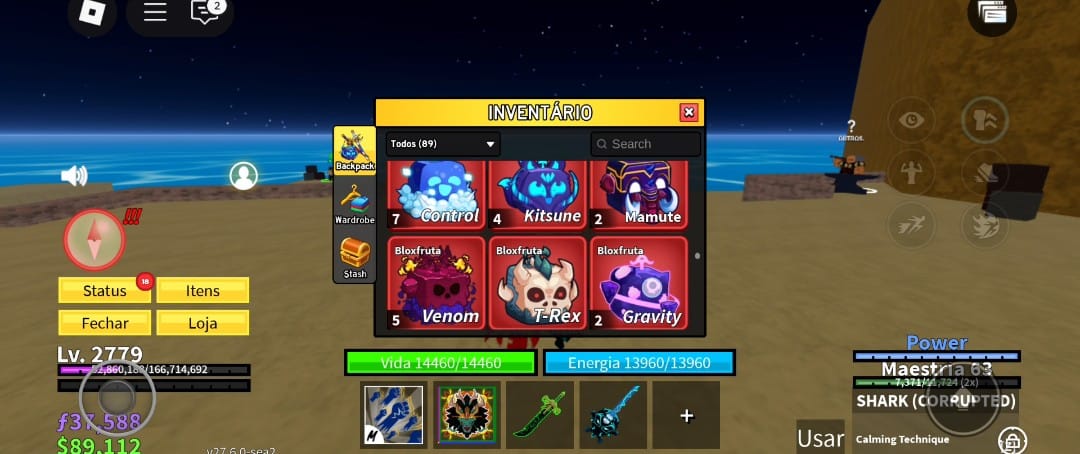 2
INVENTÁRIO
Todos (89)
Search
Backpack
Wardrobe
Stash
7 Control
4 Kitsune
2 Mamute
Bloxfruta
5 Venom
Bloxfruta
T-Rex
Bloxfruta
2 Gravity
?
!!!
Status
18
Itens
Fechar
Loja
Lv. 2779
/166,714,692
ƒ37,588
$89,112
v27.6.0-sea2
Vida 14460/14460
Energia 13960/13960
M
+
Power
Maestria 63
7,371/11,724 (2x)
SHARK (CORRUPTED)
Usar
Calming Technique